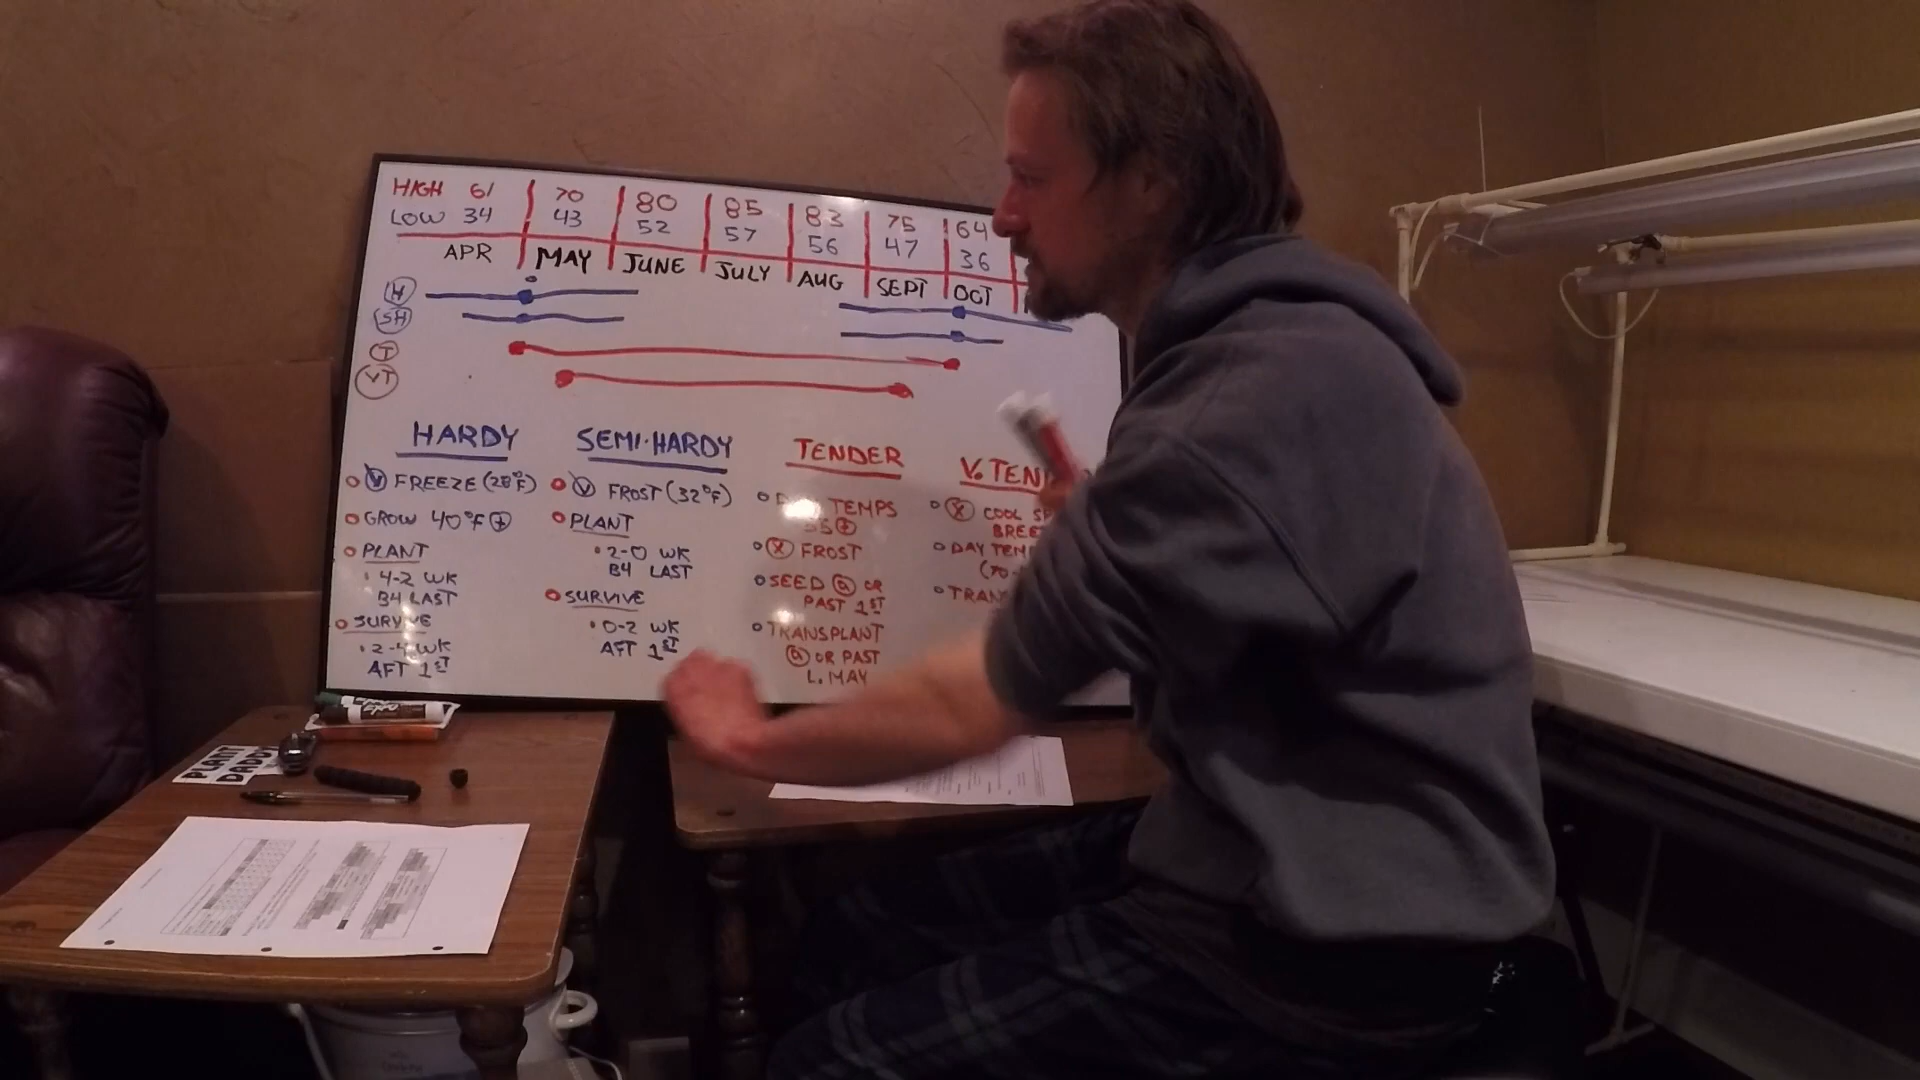 HIGH 61 70 80 85 83 75 64
LOW 34 43 52 57 56 47 36
APR MAY JUNE JULY AUG SEPT OCT
H
SH
T
VT
HARDY
V FREEZE (28°F)
GROW 40°F +
PLANT
4-2 WK
B4 LAST
SURVIVE
2-4 WK
AFT 1ST
SEMI-HARDY
V FROST (32°F)
PLANT
2-0 WK
B4 LAST
SURVIVE
0-2 WK
AFT 1ST
TENDER
TEMPS
55 +
X FROST
SEED @ OR
PAST 1ST
TRANSPLANT
@ OR PAST
L. MAY
V. TEN
X COOL SP
BREE
DAY TEM
(70-
TRAN
PLANT
DADDY